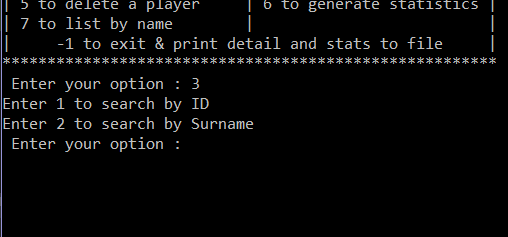 | 5 to delete a player | 6 to generate statistics |
| 7 to list by name | |
| -1 to exit & print detail and stats to file |
*******************************************************
Enter your option : 3
Enter 1 to search by ID
Enter 2 to search by Surname
Enter your option :